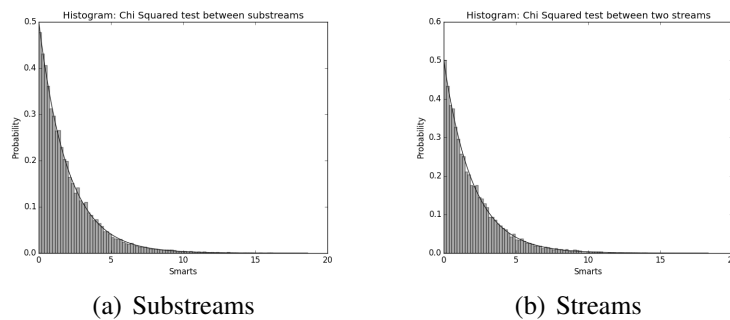 Histogram: Chi Squared test between substreams
0.5
0.4
0.3
0.2
0.1
0.0
Probability
0
5
10
15
20
Smarts
(a) Substreams
Histogram: Chi Squared test between two streams
0.6
0.5
0.4
0.3
0.2
0.1
0.0
Probability
0
5
10
15
Smarts
(b) Streams